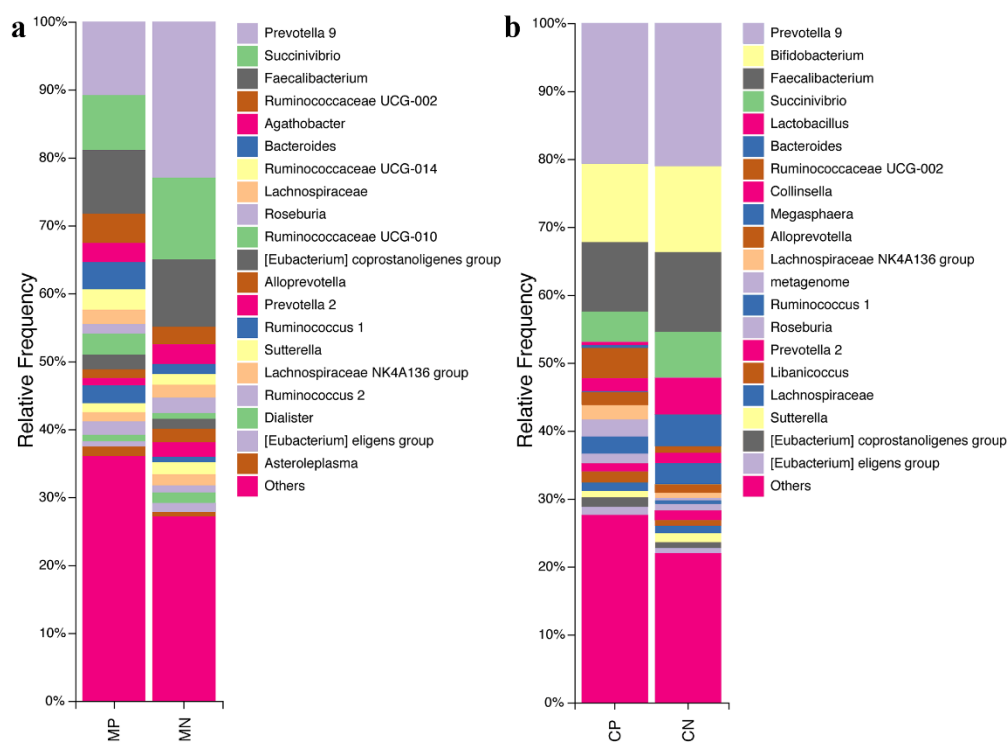 a
Relative Frequency
100%
90%
80%
70%
60%
50%
40%
30%
20%
10%
0%
MP
MN
Prevotella 9
Succinivibrio
Faecalibacterium
Ruminococcaceae UCG-002
Agathobacter
Bacteroides
Ruminococcaceae UCG-014
Lachnospiraceae
Roseburia
Ruminococcaceae UCG-010
[Eubacterium] coprostanoligenes group
Alloprevotella
Prevotella 2
Ruminococcus 1
Sutterella
Lachnospiraceae NK4A136 group
Ruminococcus 2
Dialister
[Eubacterium] eligens group
Asteroleplasma
Others
b
Relative Frequency
100%
90%
80%
70%
60%
50%
40%
30%
20%
10%
0%
CP
CN
Prevotella 9
Bifidobacterium
Faecalibacterium
Succinivibrio
Lactobacillus
Bacteroides
Ruminococcaceae UCG-002
Collinsella
Megasphaera
Alloprevotella
Lachnospiraceae NK4A136 group
metagenome
Ruminococcus 1
Roseburia
Prevotella 2
Libanicoccus
Lachnospiraceae
Sutterella
[Eubacterium] coprostanoligenes group
[Eubacterium] eligens group
Others